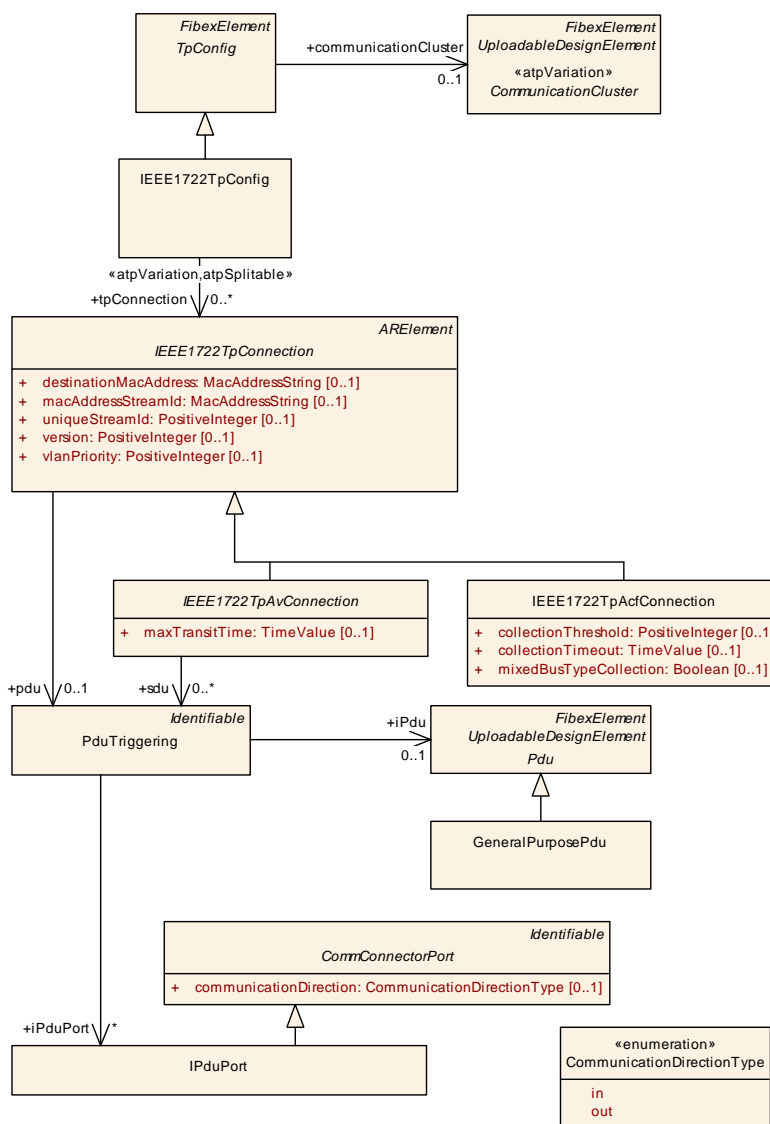 FibexElement
TpConfig
+communicationCluster
0..1
FibexElement
UploadableDesignElement
«atpVariation»
CommunicationCluster
IEEE1722TpConfig
«atpVariation,atpSplitable»
+tpConnection
0..*
ARElement
IEEE1722TpConnection
+ destinationMacAddress: MacAddressString [0..1]
+ macAddressStreamId: MacAddressString [0..1]
+ uniqueStreamId: PositiveInteger [0..1]
+ version: PositiveInteger [0..1]
+ vlanPriority: PositiveInteger [0..1]
IEEE1722TpAvConnection
+ maxTransitTime: TimeValue [0..1]
IEEE1722TpAcfConnection
+ collectionThreshold: PositiveInteger [0..1
+ collectionTimeout: TimeValue [0..1]
+ mixedBusTypeCollection: Boolean [0..1]
+pdu
0..1
+sdu
0..*
Identifiable
PduTriggering
+iPdu
0..1
FibexElement
UploadableDesignElement
Pdu
GeneralPurposePdu
Identifiable
CommConnectorPort
+ communicationDirection: CommunicationDirectionType [0..1]
+iPduPort
*
IPduPort
«enumeration»
CommunicationDirectionType
in
out